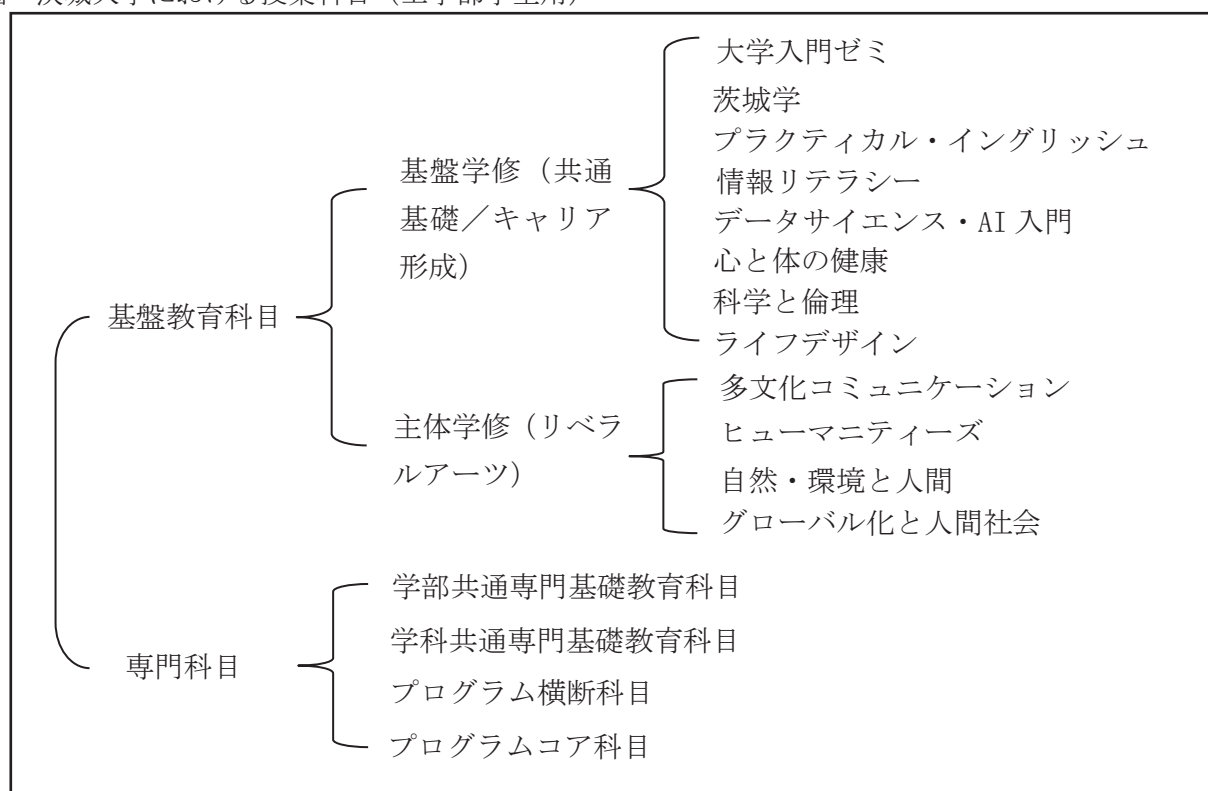 茨城大学における授業科目（工学部学生用）
大学入門ゼミ
茨城学
プラクティカル・イングリッシュ
情報リテラシー
データサイエンス・AI 入門
心と体の健康
科学と倫理
ライフデザイン
基盤学修（共通
基礎／キャリア
形成）
基盤教育科目
主体学修（リベラ
ルアーツ）
多文化コミュニケーション
ヒューマニティーズ
自然・環境と人間
グローバル化と人間社会
専門科目
学部共通専門基礎教育科目
学科共通専門基礎教育科目
プログラム横断科目
プログラムコア科目